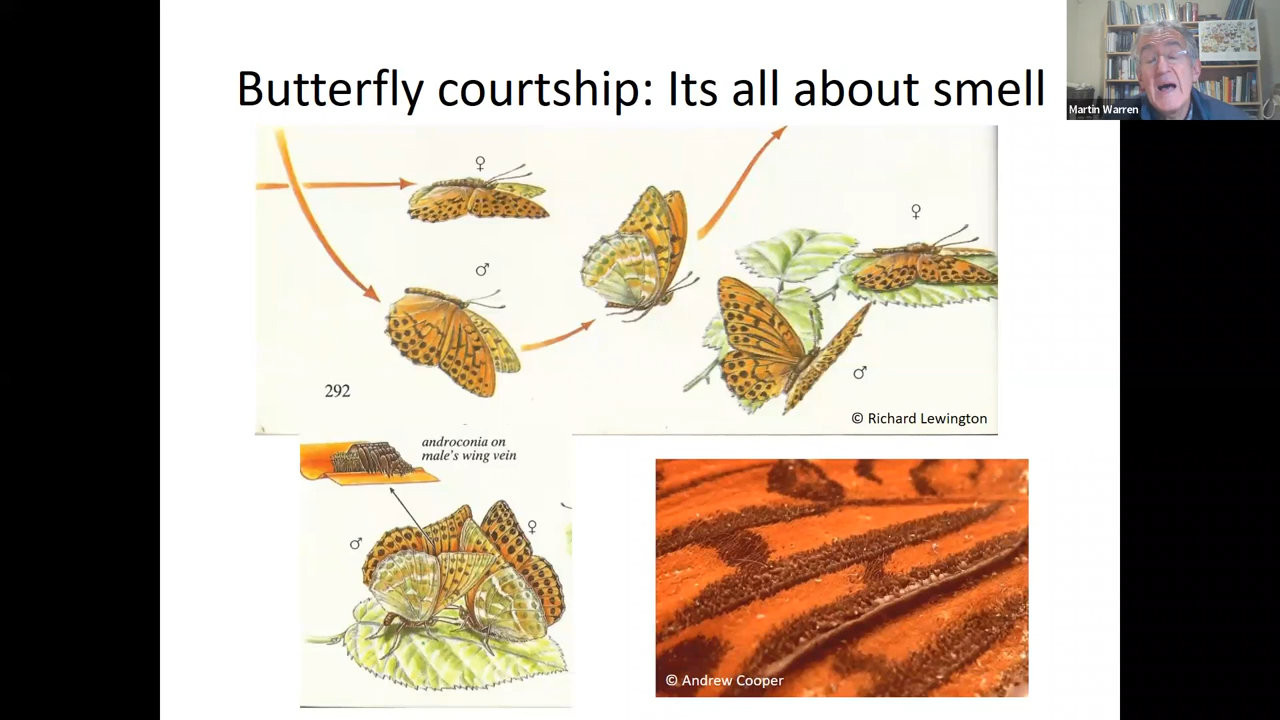 Butterfly courtship: Its all about smell
Martin Warren
♀
♀
♂
♂
292
© Richard Lewington
androconia on
male's wing vein
♀
♂
© Andrew Cooper